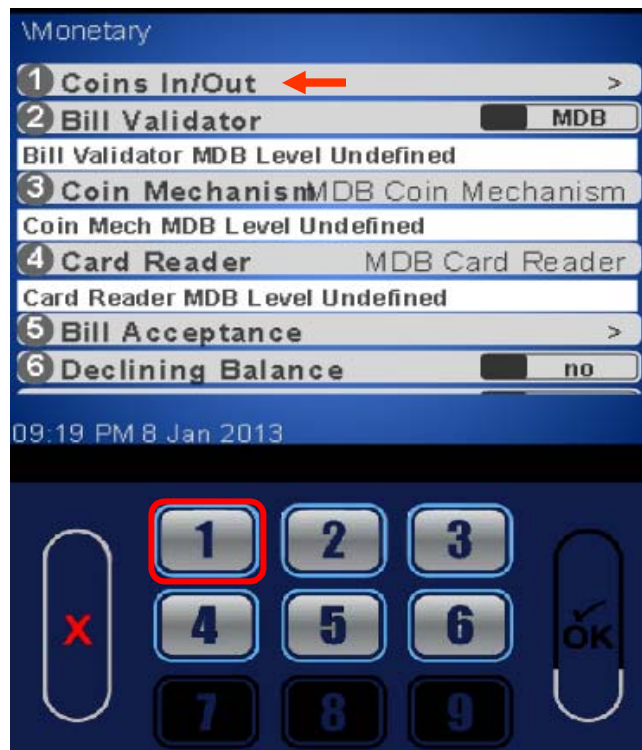 \Monetary
1 Coins In/Out >
2 Bill Validator MDB
Bill Validator MDB Level Undefined
3 Coin Mechanism MDB Coin Mechanism
Coin Mech MDB Level Undefined
4 Card Reader MDB Card Reader
Card Reader MDB Level Undefined
5 Bill Acceptance >
6 Declining Balance no
09:19 PM 8 Jan 2013
1 2 3
X 4 5 6 OK
7 8 9